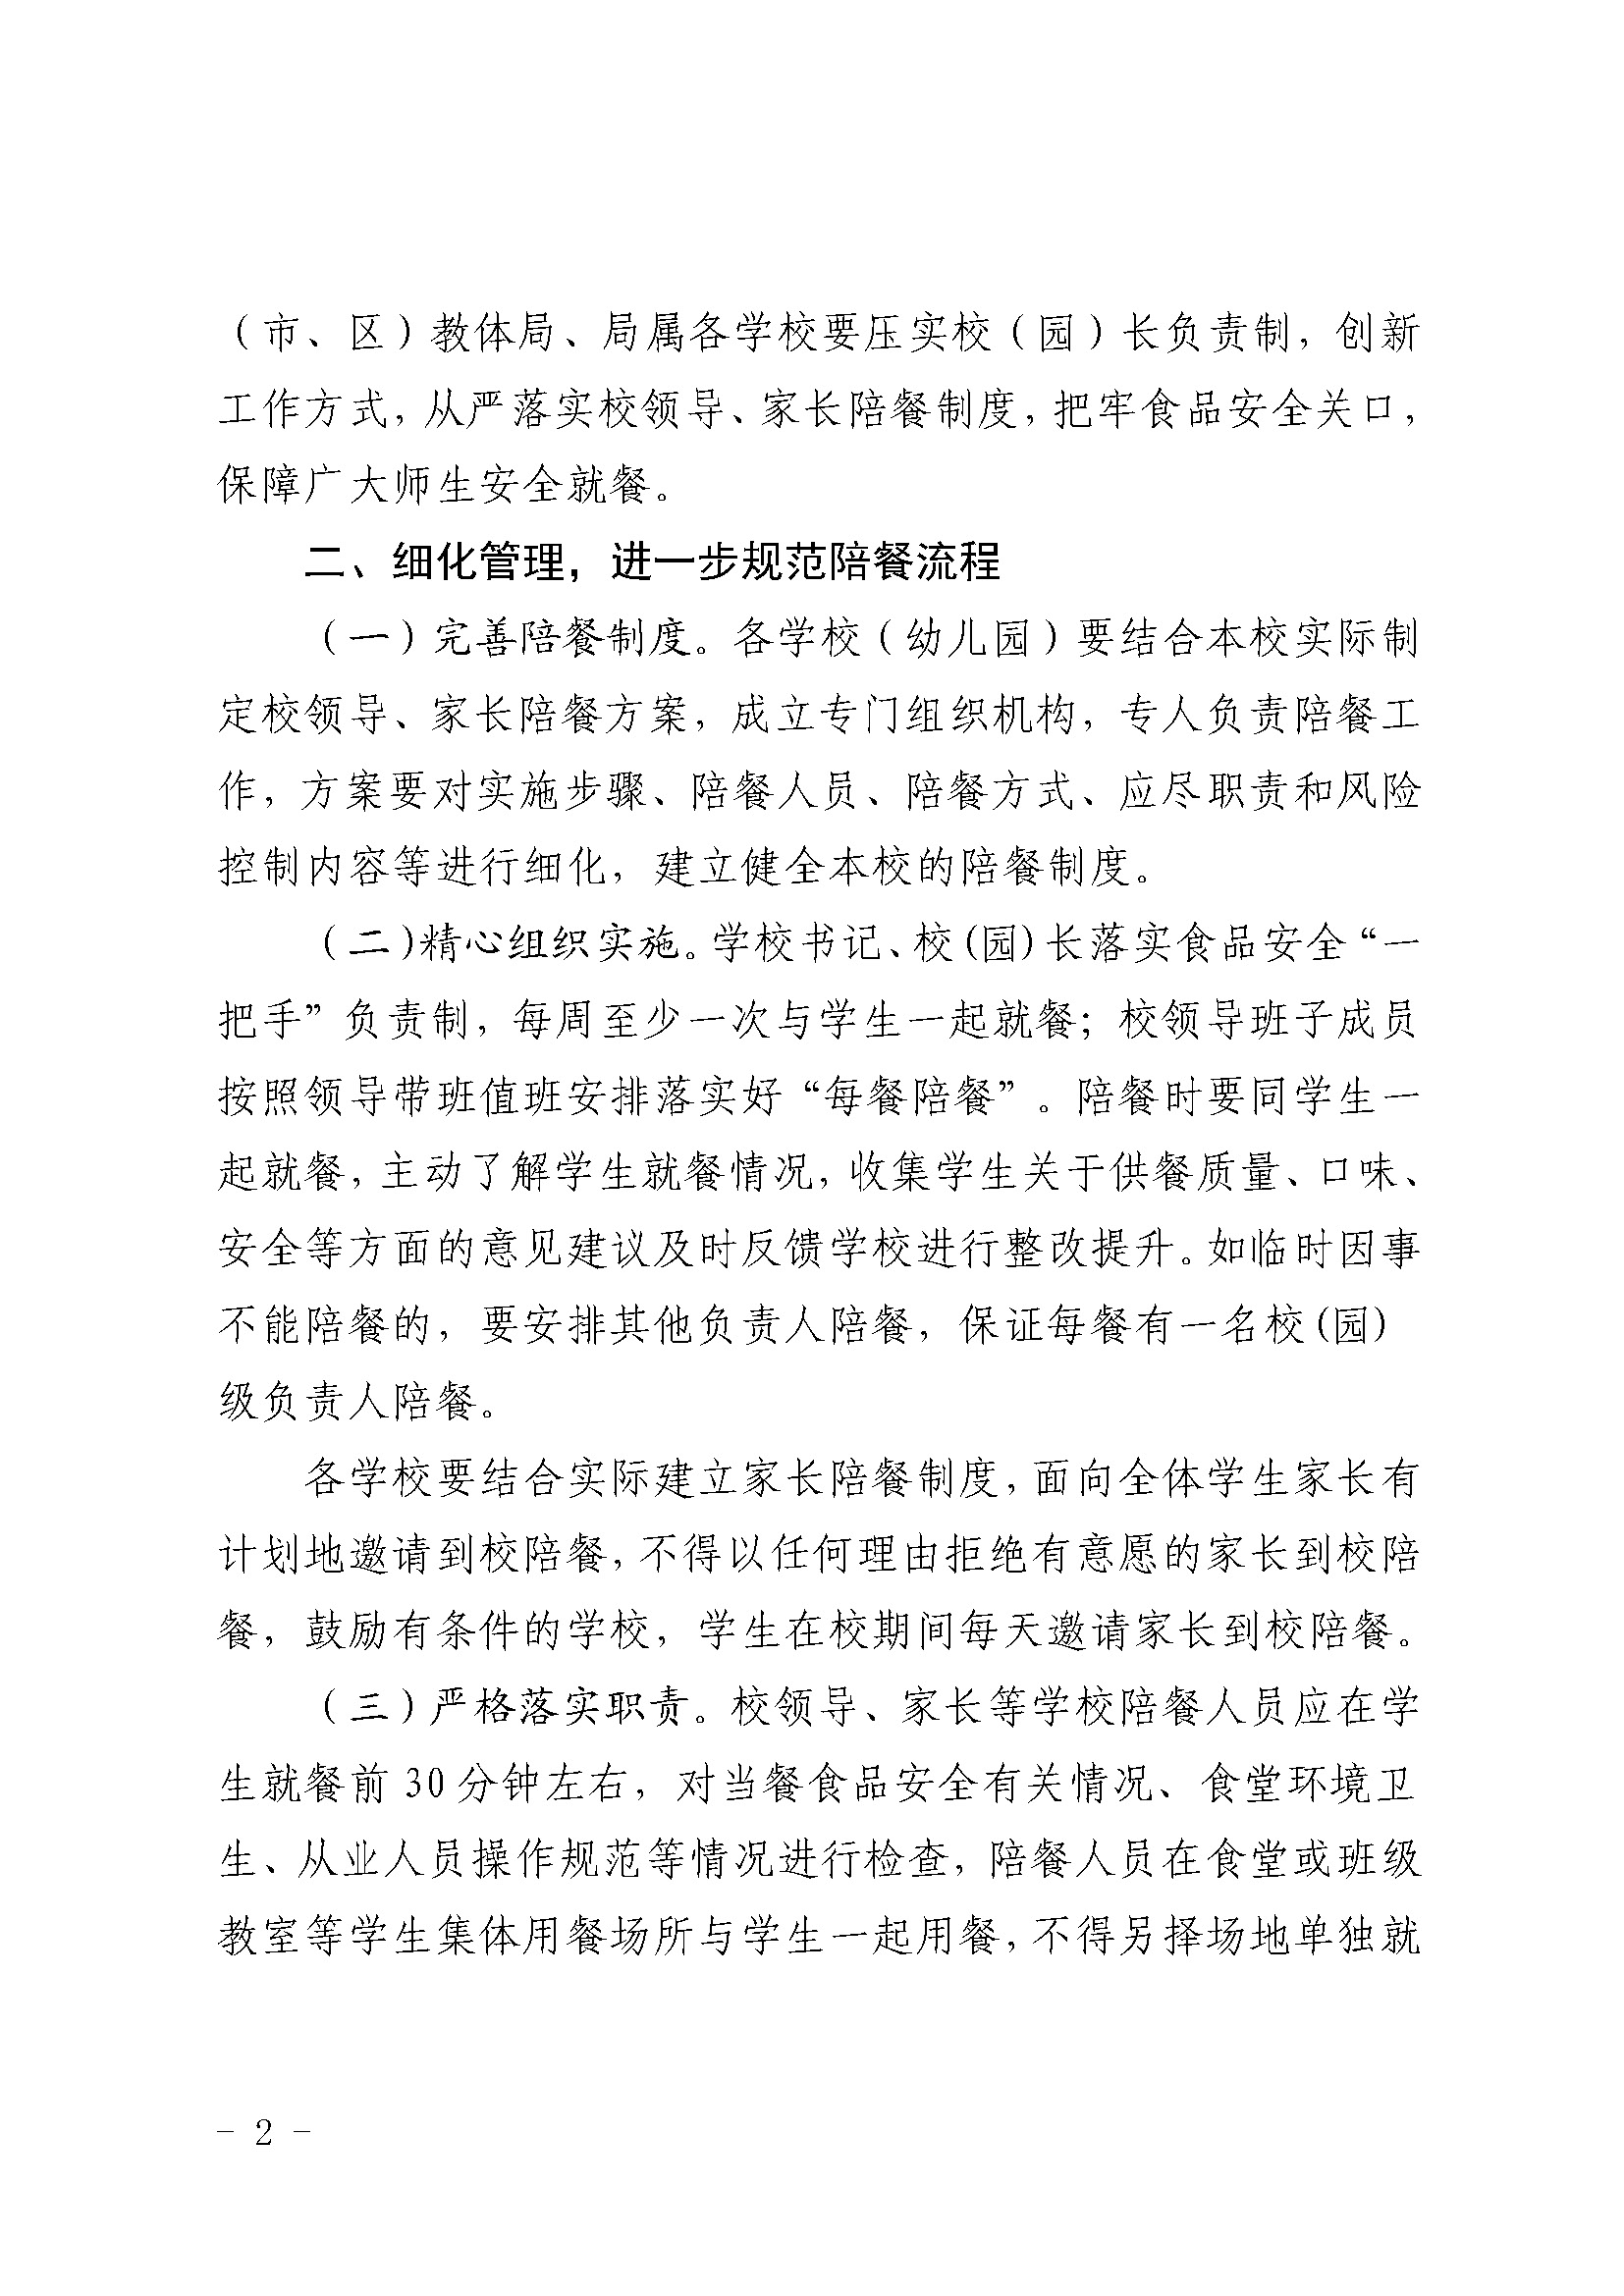 （市、区）教体局、局属各学校要压实校（园）长负责制，创新
工作方式，从严落实校领导、家长陪餐制度，把牢食品安全关口，
保障广大师生安全就餐。
二、细化管理，进一步规范陪餐流程
（一）完善陪餐制度。各学校（幼儿园）要结合本校实际制
定校领导、家长陪餐方案，成立专门组织机构，专人负责陪餐工
作，方案要对实施步骤、陪餐人员、陪餐方式、应尽职责和风险
控制内容等进行细化，建立健全本校的陪餐制度。
（二)精心组织实施。学校书记、校(园)长落实食品安全“一
把手”负责制，每周至少一次与学生一起就餐；校领导班子成员
按照领导带班值班安排落实好“每餐陪餐”。陪餐时要同学生一
起就餐，主动了解学生就餐情况，收集学生关于供餐质量、口味、
安全等方面的意见建议及时反馈学校进行整改提升。如临时因事
不能陪餐的，要安排其他负责人陪餐，保证每餐有一名校(园)
级负责人陪餐。
各学校要结合实际建立家长陪餐制度，面向全体学生家长有
计划地邀请到校陪餐，不得以任何理由拒绝有意愿的家长到校陪
餐，鼓励有条件的学校，学生在校期间每天邀请家长到校陪餐。
（三）严格落实职责。校领导、家长等学校陪餐人员应在学
生就餐前 30 分钟左右，对当餐食品安全有关情况、食堂环境卫
生、从业人员操作规范等情况进行检查，陪餐人员在食堂或班级
教室等学生集体用餐场所与学生一起用餐，不得另择场地单独就
- 2 -